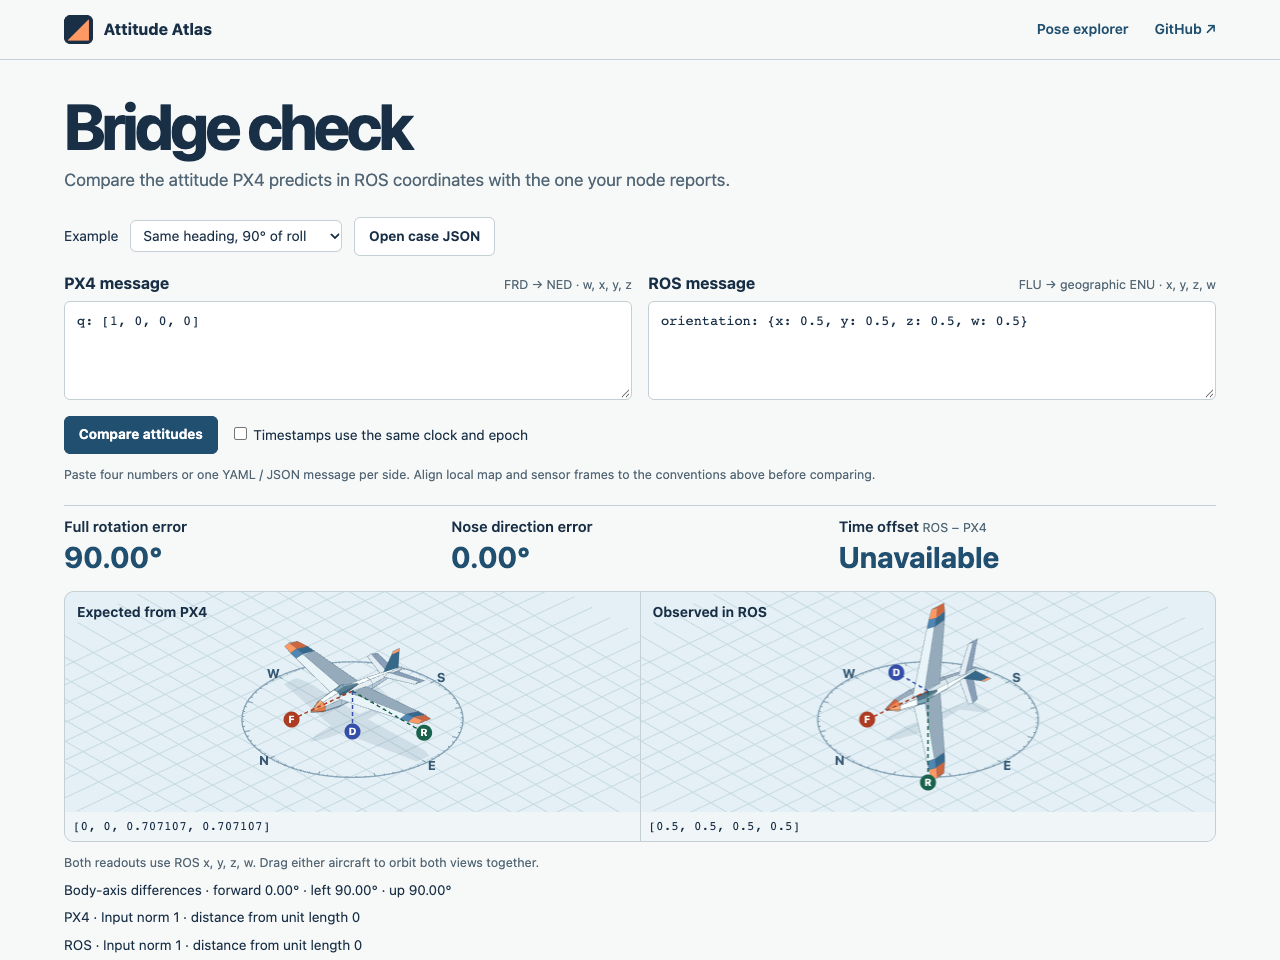 Attitude Atlas
Pose explorer
GitHub ↗
Bridge check
Compare the attitude PX4 predicts in ROS coordinates with the one your node reports.
Example
Same heading, 90° of roll
Open case JSON
PX4 message
FRD → NED · w, x, y, z
ROS message
FLU → geographic ENU · x, y, z, w
q: [1, 0, 0, 0]
orientation: {x: 0.5, y: 0.5, z: 0.5, w: 0.5}
Compare attitudes
Timestamps use the same clock and epoch
Paste four numbers or one YAML / JSON message per side. Align local map and sensor frames to the conventions above before comparing.
Full rotation error
90.00°
Nose direction error
0.00°
Time offset ROS − PX4
Unavailable
Expected from PX4
W
S
F
D
R
N
E
[0, 0, 0.707107, 0.707107]
Observed in ROS
W
D
S
F
N
E
R
[0.5, 0.5, 0.5, 0.5]
Both readouts use ROS x, y, z, w. Drag either aircraft to orbit both views together.
Body-axis differences · forward 0.00° · left 90.00° · up 90.00°
PX4 · Input norm 1 · distance from unit length 0
ROS · Input norm 1 · distance from unit length 0